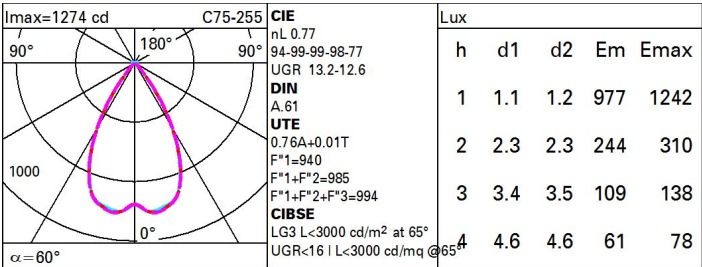 Imax=1274 cd C75-255
90° 180° 90°
1000
0°
α=60°
CIE
nL 0.77
94-99-99-98-77
UGR 13.2-12.6
DIN
A.61
UTE
0.76A+0.01T
F"1=940
F"1+F"2=985
F"1+F"2+F"3=994
CIBSE
LG3 L<3000 cd/m² at 65°
UGR<16 | L<3000 cd/mq @65°
Lux
h d1 d2 Em Emax
1 1.1 1.2 977 1242
2 2.3 2.3 244 310
3 3.4 3.5 109 138
4 4.6 4.6 61 78